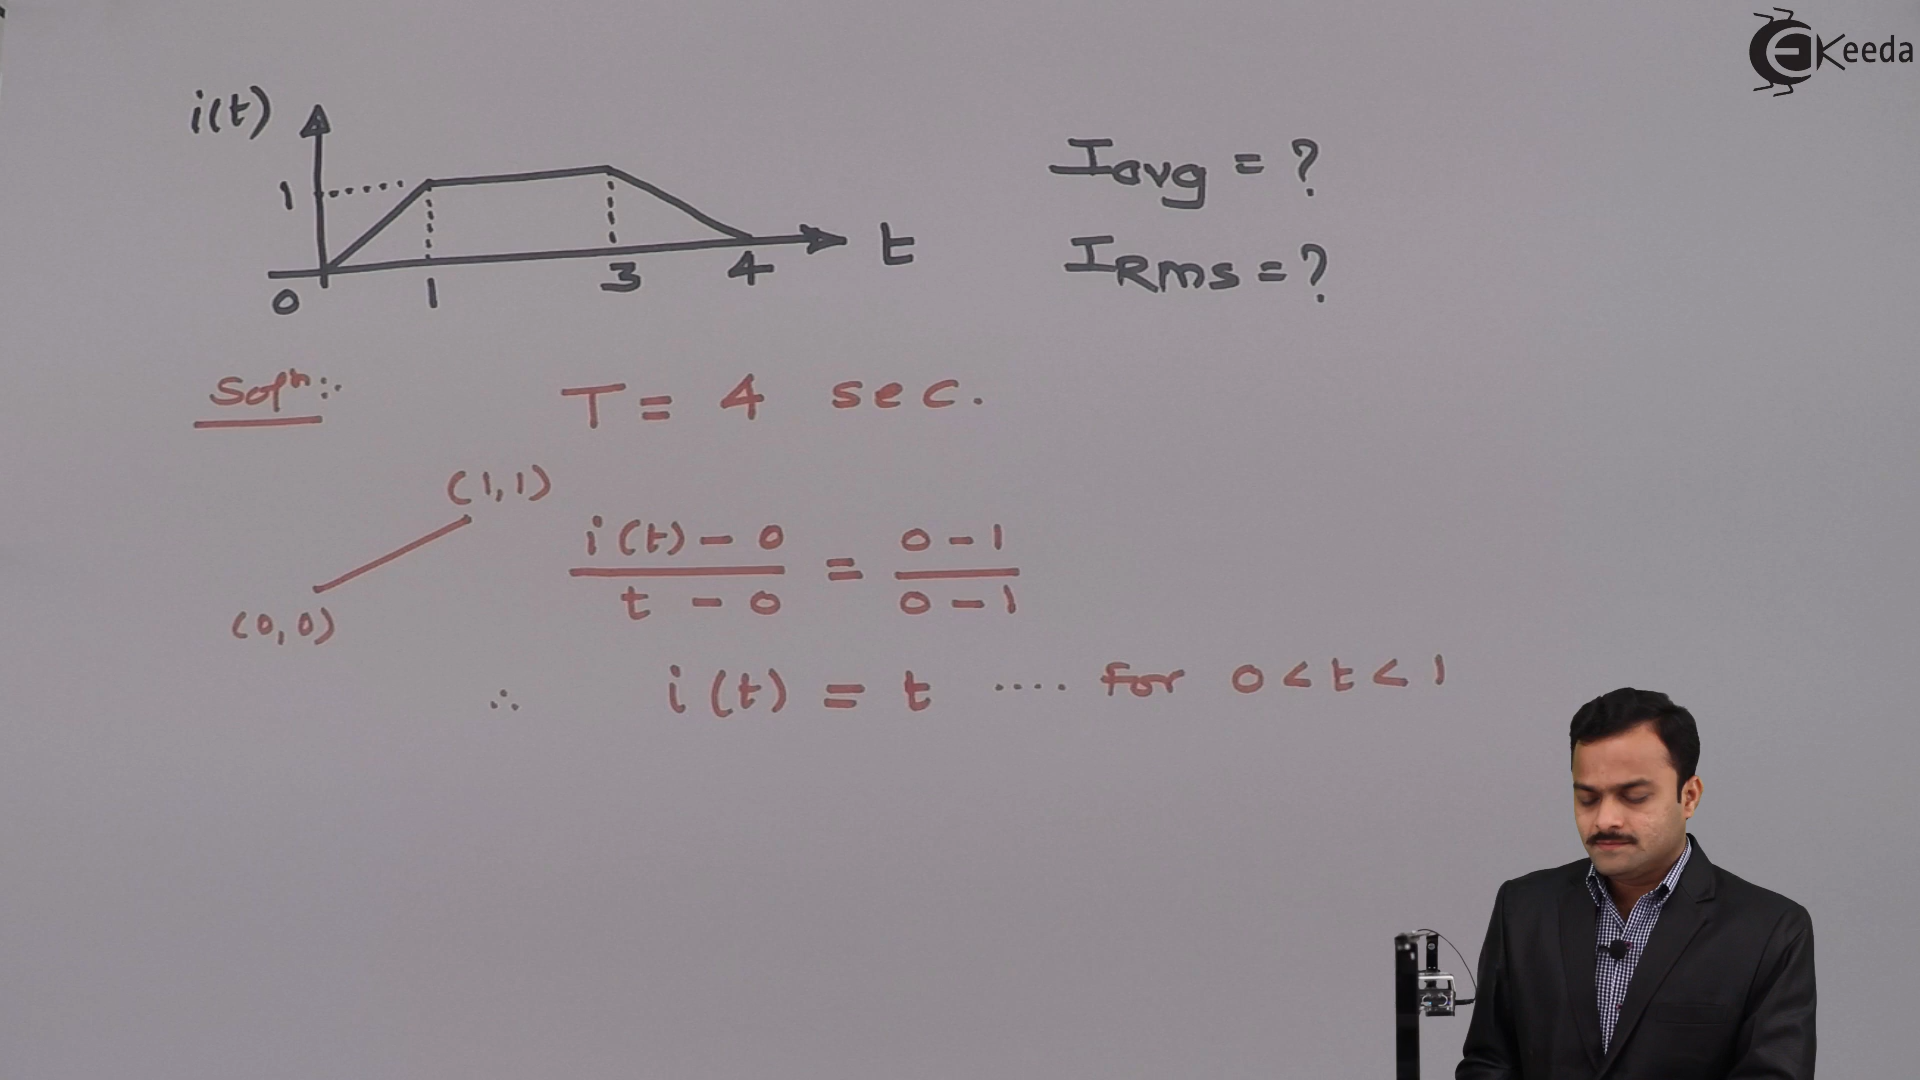 EKeeda
i(t)
1
0 1 3 4 t
Iavg = ?
IRms = ?
Soln:
T = 4 sec.
(1,1)
(0,0)
i(t) - 0 / t - 0 = 0 - 1 / 0 - 1
∴ i(t) = t .... for 0 < t < 1